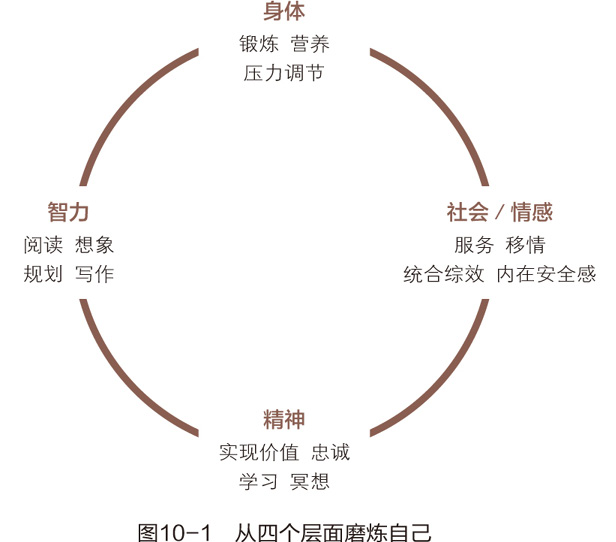 身体
锻炼 营养
压力调节
智力
阅读 想象
规划 写作
社会 / 情感
服务 移情
统合综效 内在安全感
精神
实现价值 忠诚
学习 冥想
图10-1 从四个层面磨炼自己